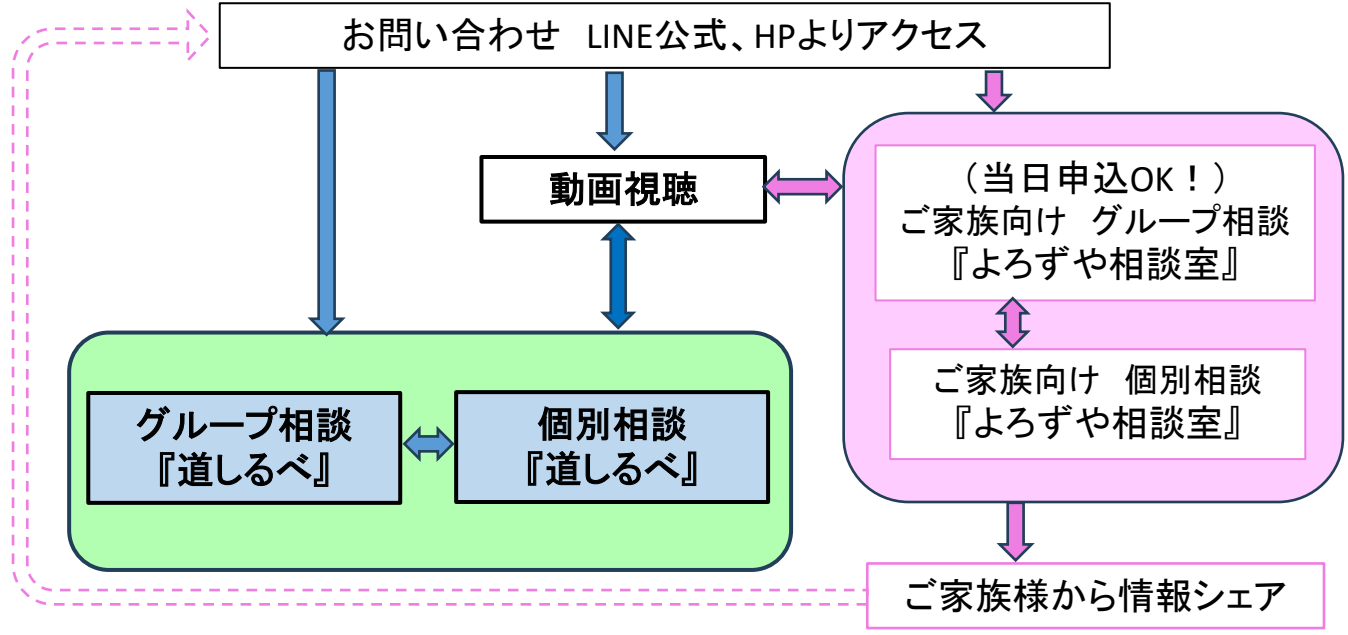 お問い合わせ　LINE公式、HPよりアクセス
動画視聴
（当日申込OK！）
ご家族向け　グループ相談
『よろずや相談室』
ご家族向け　個別相談
『よろずや相談室』
グループ相談
『道しるべ』
個別相談
『道しるべ』
ご家族様から情報シェア